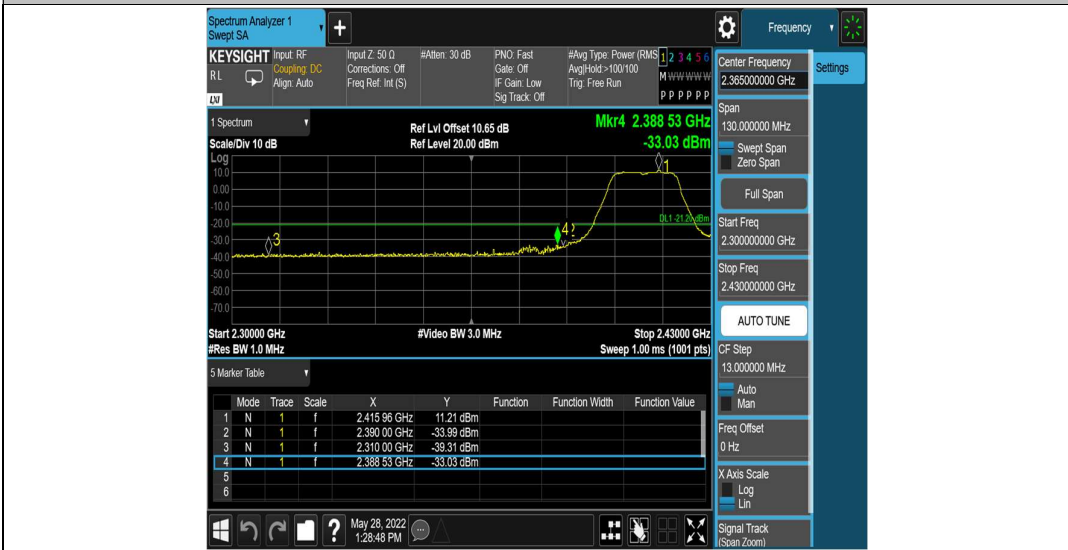 Spectrum Analyzer 1
Swept SA
+
Frequency
KEYSIGHT Input: RF Input Z: 50 Ω #Atten: 30 dB PNO: Fast #Avg Type: Power (RMS 1 2 3 4 5 6
RL Coupling: DC Corrections: Off Gate: Off Avg|Hold:>100/100 M W W W W W
Align: Auto Freq Ref: Int (S) IF Gain: Low Trig: Free Run
LXI Sig Track: Off P P P P P P
Center Frequency
2.365000000 GHz
Settings
Span
130.000000 MHz
Swept Span
Zero Span
Full Span
Start Freq
2.300000000 GHz
Stop Freq
2.430000000 GHz
AUTO TUNE
CF Step
13.000000 MHz
Auto
Man
Freq Offset
0 Hz
X Axis Scale
Log
Lin
Signal Track
(Span Zoom)
1 Spectrum
Ref Lvl Offset 10.65 dB Mkr4 2.388 53 GHz
Scale/Div 10 dB Ref Level 20.00 dBm -33.03 dBm
Log
10.0
0.00
-10.0
-20.0
-30.0
-40.0
-50.0
-60.0
-70.0
1
DL1 -21.20 dBm
4
3
Start 2.30000 GHz #Video BW 3.0 MHz Stop 2.43000 GHz
#Res BW 1.0 MHz Sweep 1.00 ms (1001 pts)
5 Marker Table
Mode Trace Scale X Y Function Function Width Function Value
1 N 1 f 2.415 96 GHz 11.21 dBm
2 N 1 f 2.390 00 GHz -33.99 dBm
3 N 1 f 2.310 00 GHz -39.31 dBm
4 N 1 f 2.388 53 GHz -33.03 dBm
5
6
?
May 28, 2022
1:28:48 PM